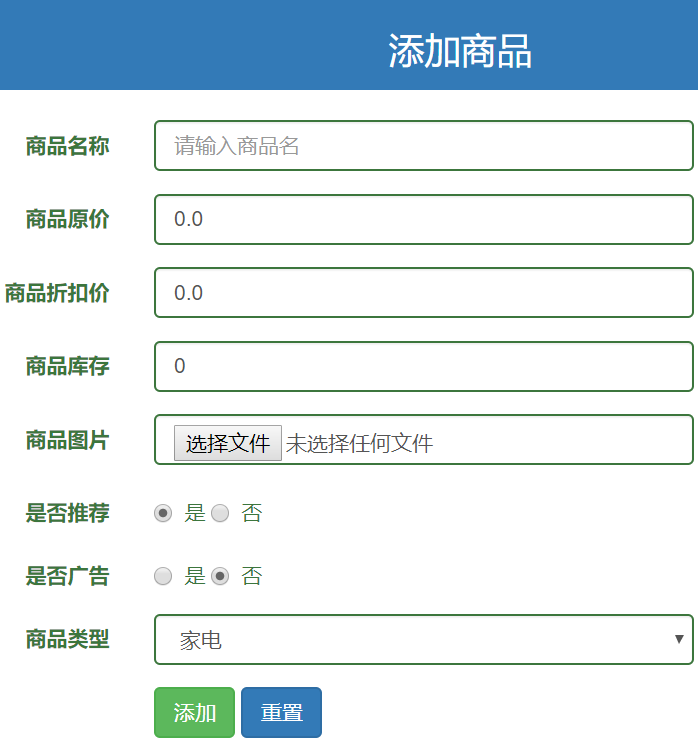 添加商品
商品名称 请输入商品名
商品原价 0.0
商品折扣价 0.0
商品库存 0
商品图片 选择文件 未选择任何文件
是否推荐 是 否
是否广告 是 否
商品类型 家电
添加 重置